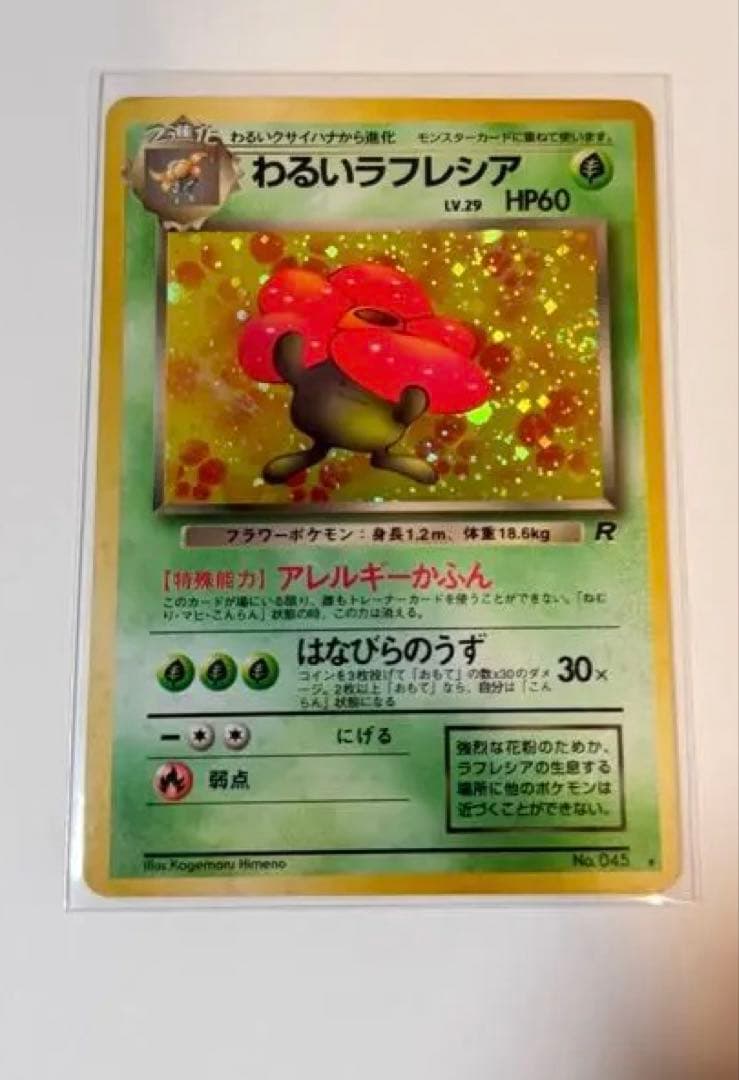 2進化 わるいクサイハナから進化 モンスターカードに重ねて使います。
わるいラフレシア
LV.29 HP60
フラワーポケモン：身長1.2m、体重18.6kg R
【特殊能力】アレルギーかふん
このカードが場にいる限り、誰もトレーナーカードを使うことができない。「ねむ
り・マヒ・こんらん」状態の時、この力は消える。
はなびらのうず
コインを3枚投げて「おもて」の数x30のダメ
ージ。2枚以上「おもて」なら、自分は「こん
らん」状態になる
30×
にげる
弱点
強烈な花粉のためか、
ラフレシアの生息する
場所に他のポケモンは
近づくことができない。
Illus.Kagemaru Himeno No.045 ★